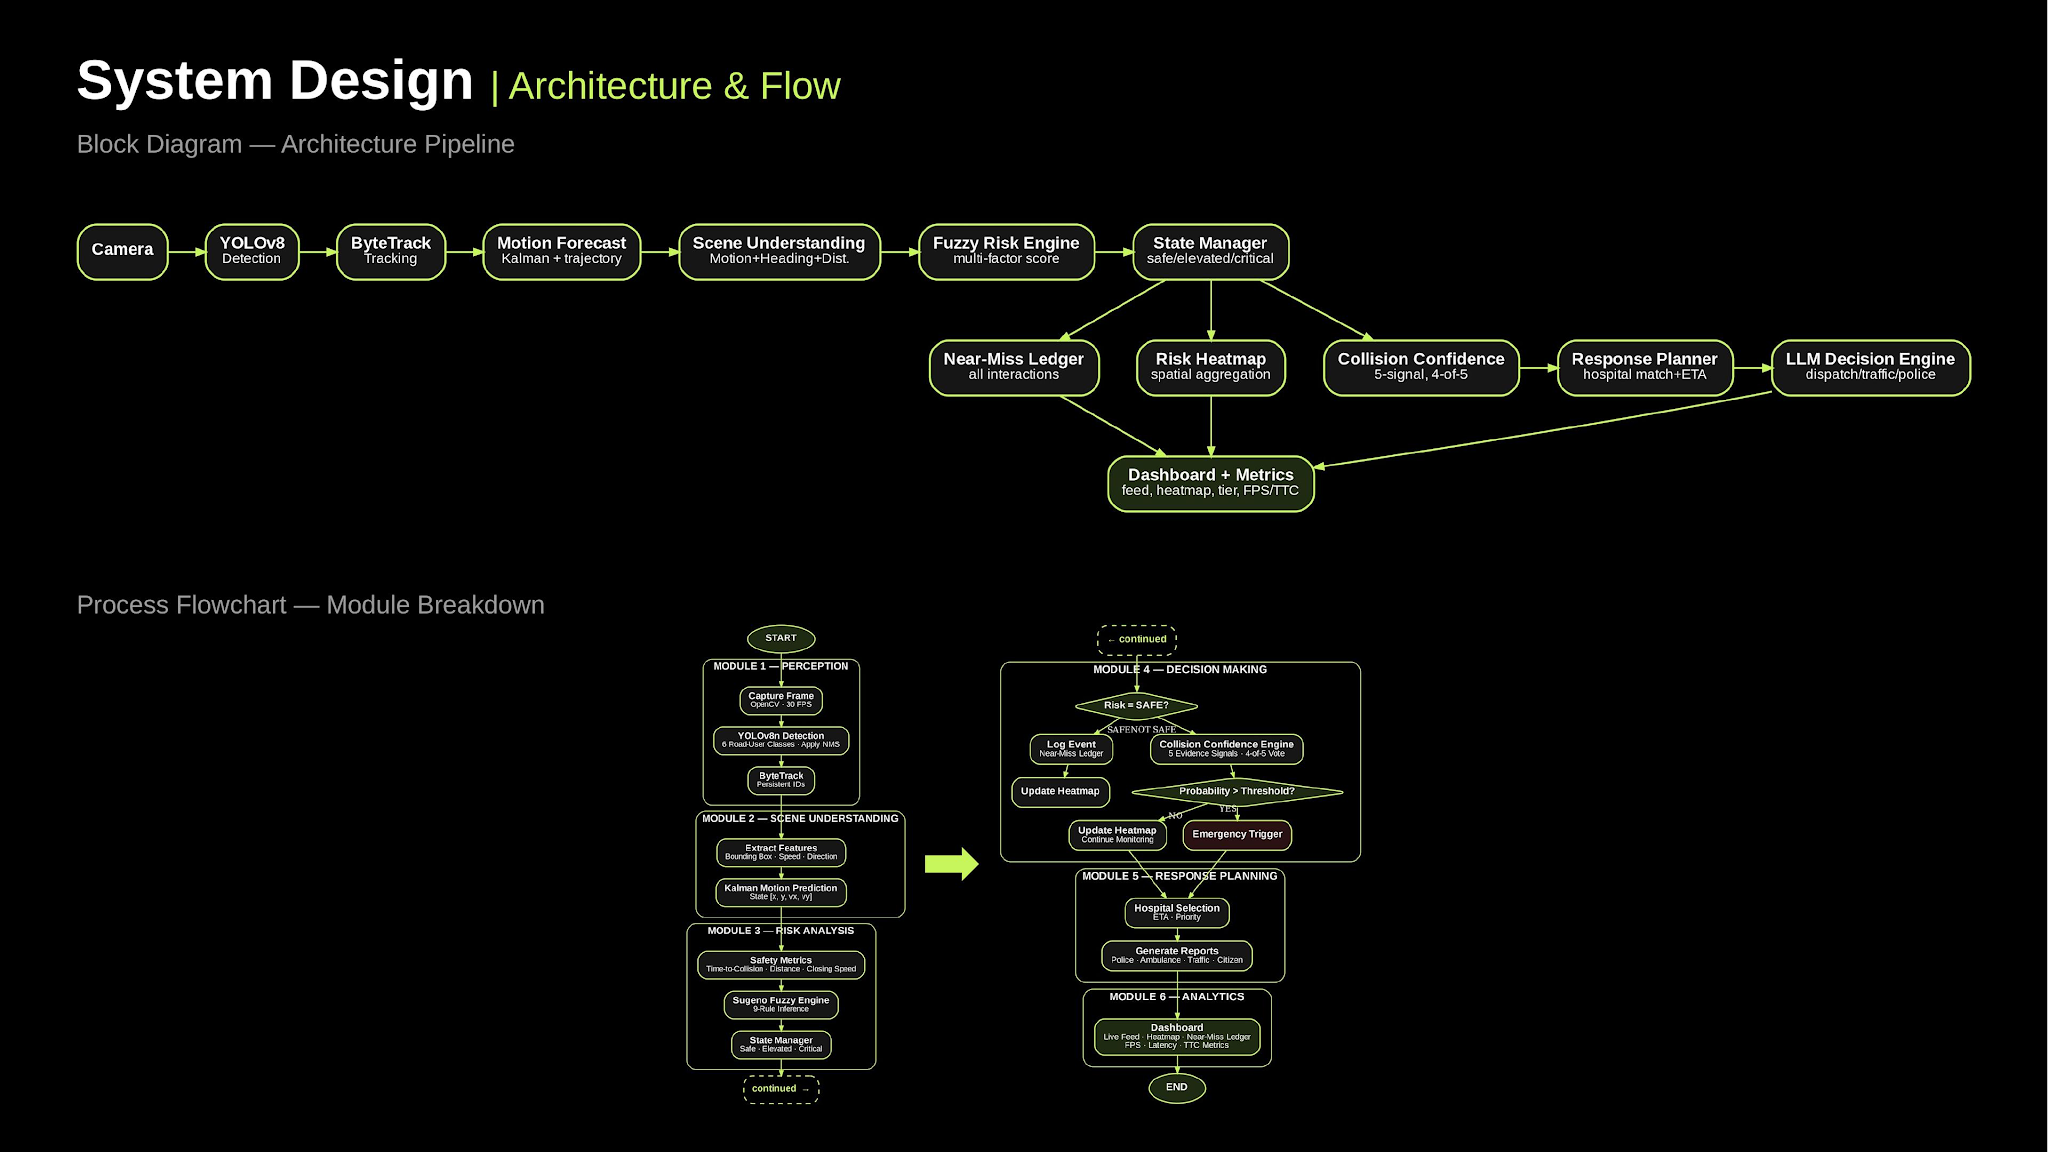 System Design | Architecture & Flow
Block Diagram — Architecture Pipeline
Camera
YOLOv8
Detection
ByteTrack
Tracking
Motion Forecast
Kalman + trajectory
Scene Understanding
Motion+Heading+Dist.
Fuzzy Risk Engine
multi-factor score
State Manager
safe/elevated/critical
Near-Miss Ledger
all interactions
Risk Heatmap
spatial aggregation
Collision Confidence
5-signal, 4-of-5
Response Planner
hospital match+ETA
LLM Decision Engine
dispatch/traffic/police
Dashboard + Metrics
feed, heatmap, tier, FPS/TTC
Process Flowchart — Module Breakdown
START
MODULE 1 — PERCEPTION
Capture Frame
OpenCV · 30 FPS
YOLOv8n Detection
6 Road-User Classes · Apply NMS
ByteTrack
Persistent IDs
MODULE 2 — SCENE UNDERSTANDING
Extract Features
Bounding Box · Speed · Direction
Kalman Motion Prediction
State [x, y, vx, vy]
MODULE 3 — RISK ANALYSIS
Safety Metrics
Time-to-Collision · Distance · Closing Speed
Sugeno Fuzzy Engine
9-Rule Inference
State Manager
Safe · Elevated · Critical
continued →
← continued
MODULE 4 — DECISION MAKING
Risk = SAFE?
SAFE
NOT SAFE
Log Event
Near-Miss Ledger
Collision Confidence Engine
5 Evidence Signals · 4-of-5 Vote
Update Heatmap
Probability > Threshold?
NO
YES
Update Heatmap
Continue Monitoring
Emergency Trigger
MODULE 5 — RESPONSE PLANNING
Hospital Selection
ETA · Priority
Generate Reports
Police · Ambulance · Traffic · Citizen
MODULE 6 — ANALYTICS
Dashboard
Live Feed · Heatmap · Near-Miss Ledger
FPS · Latency · TTC Metrics
END